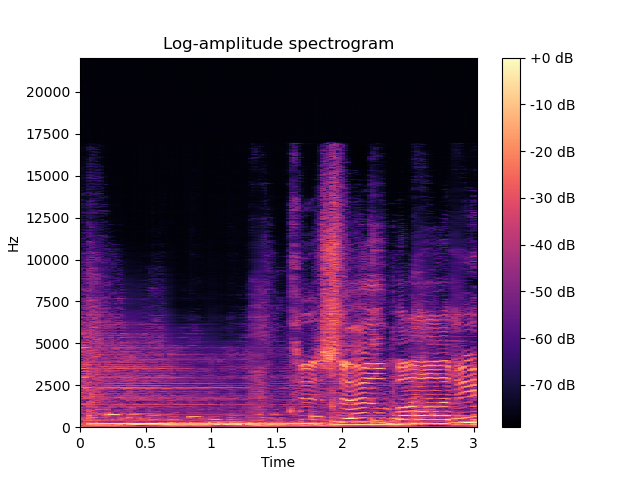 Log-amplitude spectrogram
+0 dB
20000
-10 dB
17500
-20 dB
15000
-30 dB
12500
Hz
-40 dB
10000
-50 dB
7500
5000
-60 dB
2500
-70 dB
0
0 0.5 1 1.5 2 2.5 3
Time